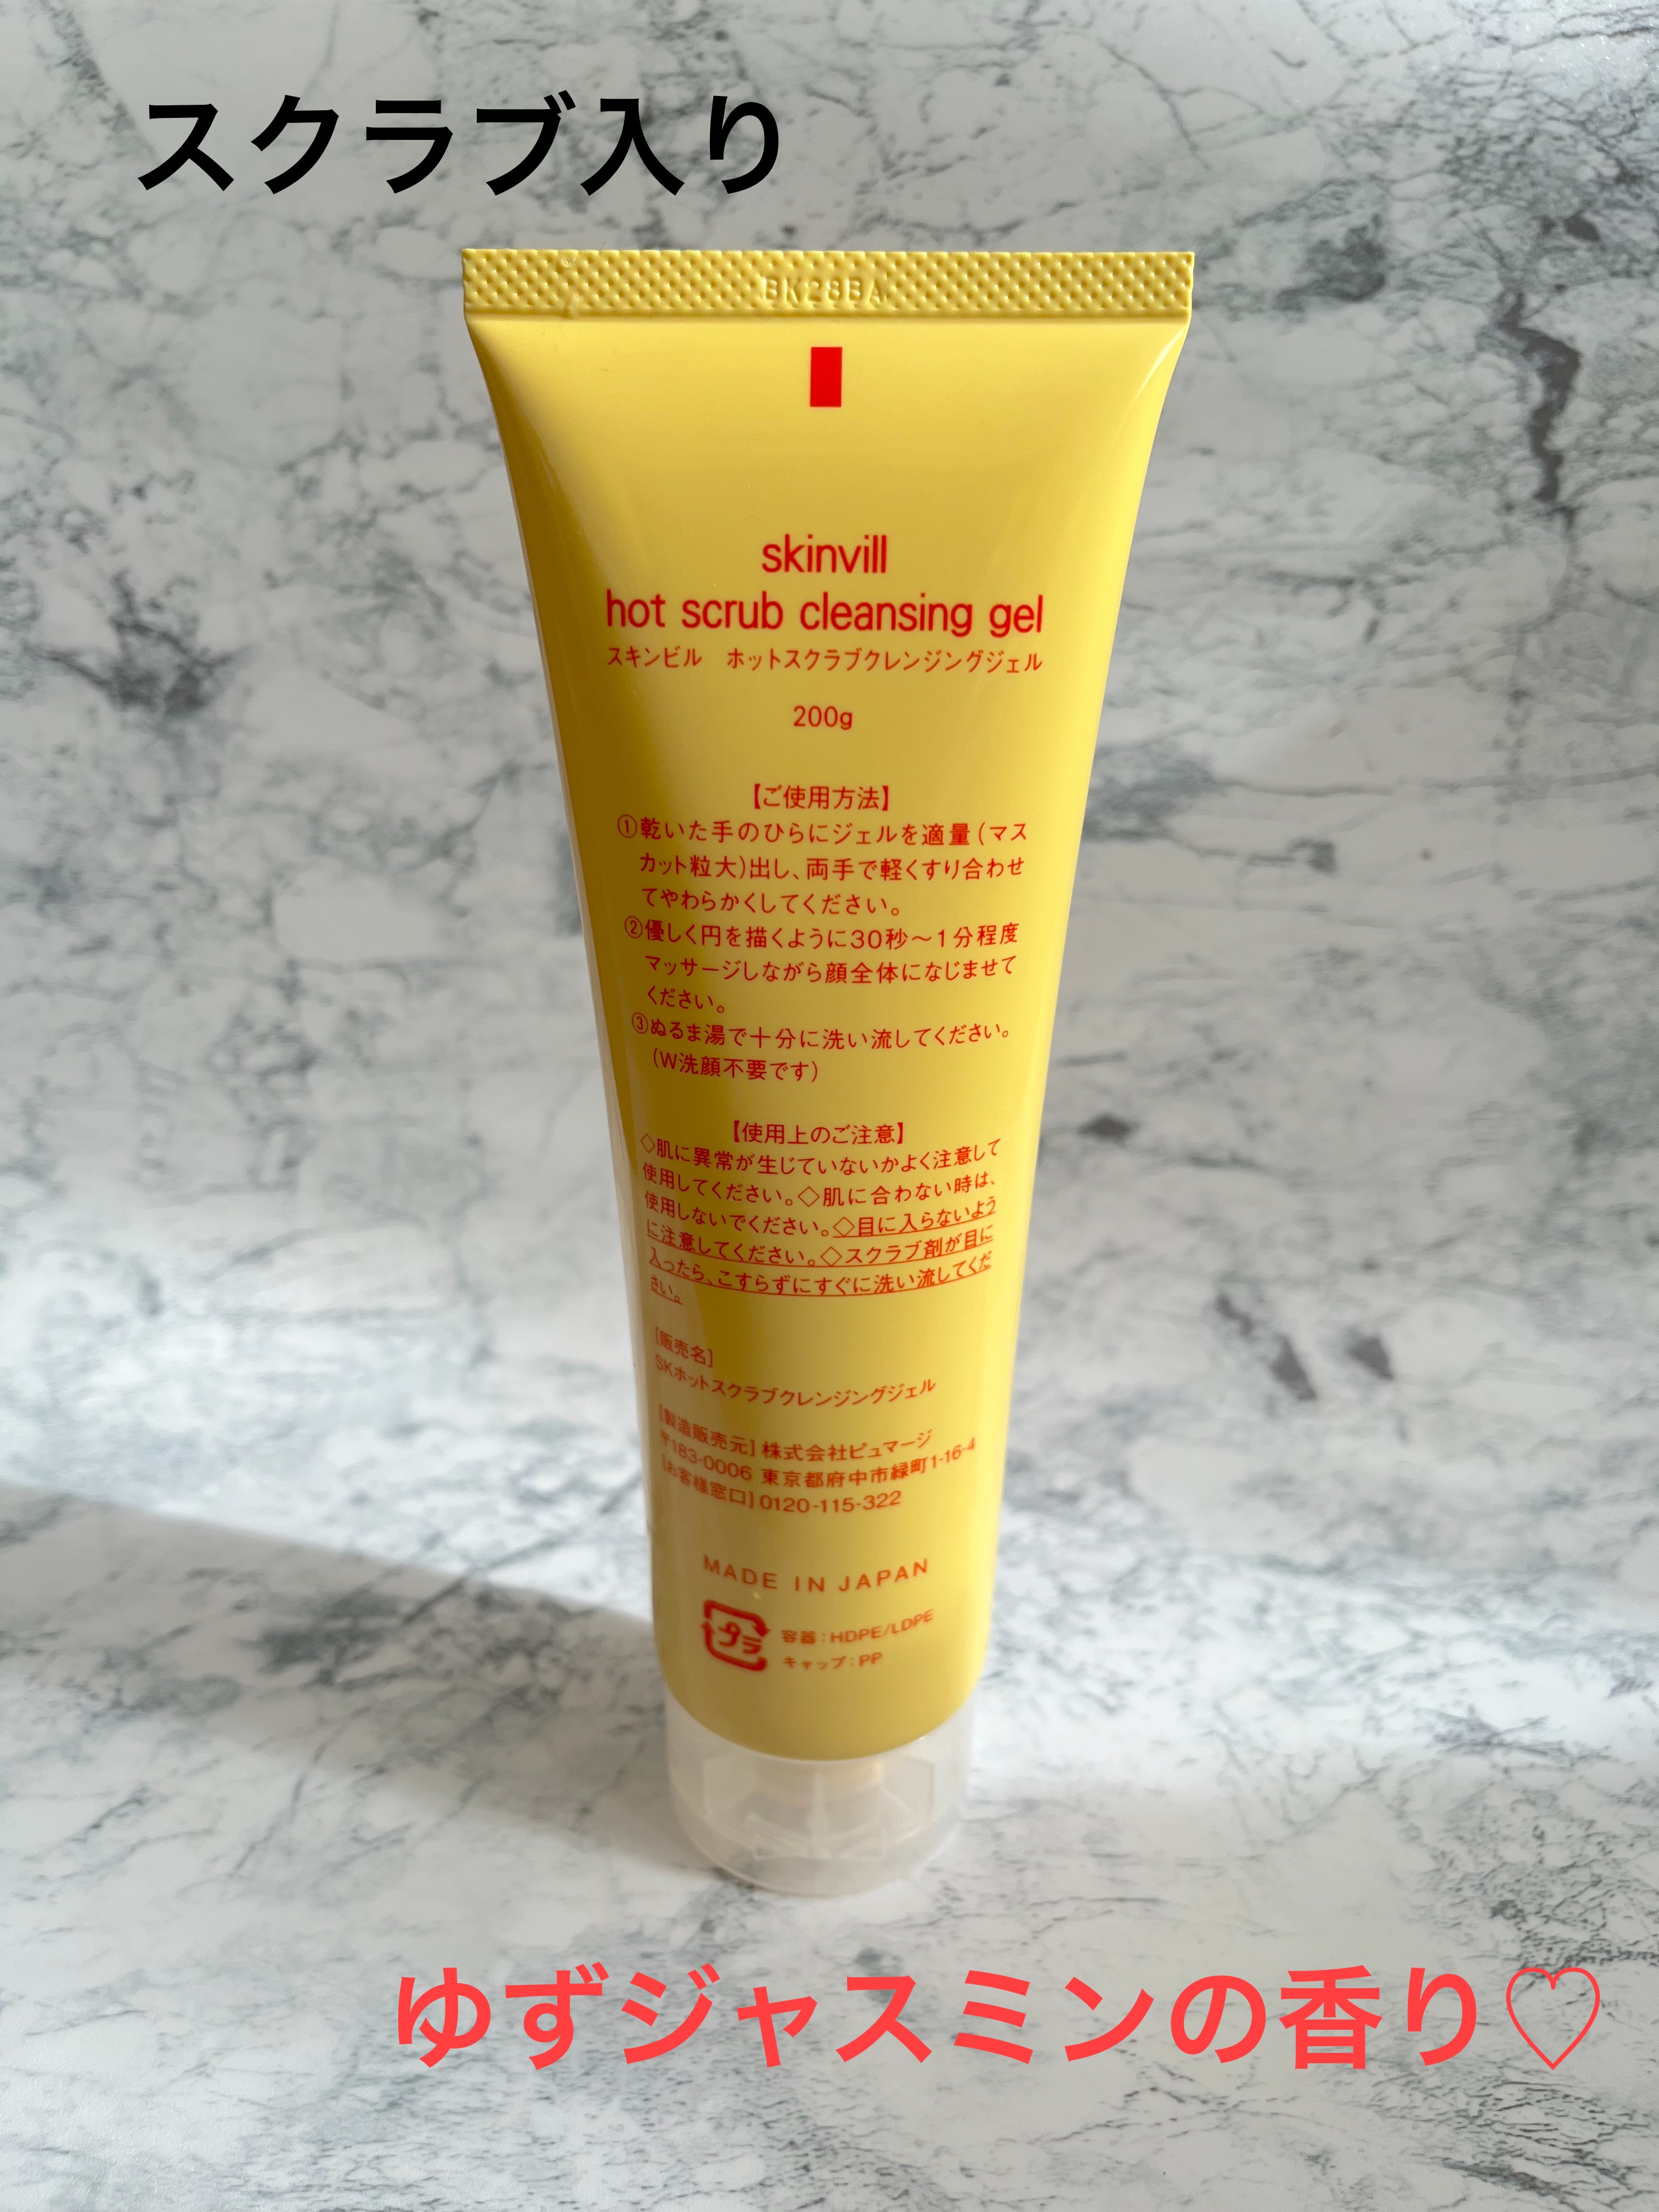 スクラブ入り
BK28BA
skinvill
hot scrub cleansing gel
スキンビル　ホットスクラブクレンジングジェル
200g
【ご使用方法】
①乾いた手のひらにジェルを適量(マス
カット粒大)出し、両手で軽くすり合わせ
てやわらかくしてください。
②優しく円を描くように30秒～1分程度
マッサージしながら顔全体になじませて
ください。
③ぬるま湯で十分に洗い流してください。
(W洗顔不要です)
【使用上のご注意】
◇肌に異常が生じていないかよく注意して
使用してください。◇肌に合わない時は、
使用しないでください。◇目に入らないよう
に注意してください。◇スクラブ剤が目に
入ったら、こすらずにすぐに洗い流してくだ
さい。
[販売名]
SKホットスクラブクレンジングジェル
[製造販売元] 株式会社ピュマージ
〒183-0006 東京都府中市緑町1-16-4
[お客様窓口] 0120-115-322
MADE IN JAPAN
プラ
容器：HDPE/LDPE
キャップ：PP
ゆずジャスミンの香り♡